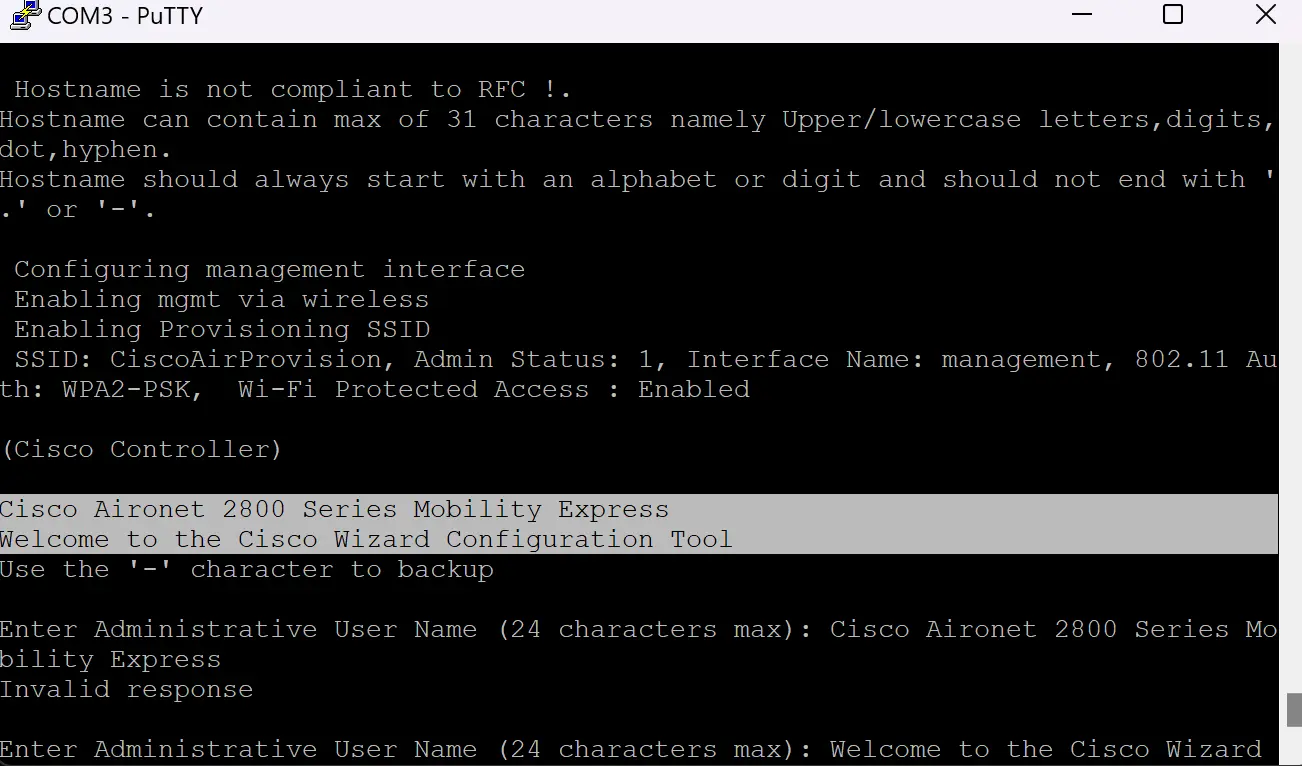 COM3 - PuTTY
Hostname is not compliant to RFC !.
Hostname can contain max of 31 characters namely Upper/lowercase letters,digits,
dot,hyphen.
Hostname should always start with an alphabet or digit and should not end with '
.' or '-'.
Configuring management interface
Enabling mgmt via wireless
Enabling Provisioning SSID
SSID: CiscoAirProvision, Admin Status: 1, Interface Name: management, 802.11 Au
th: WPA2-PSK,  Wi-Fi Protected Access : Enabled
(Cisco Controller)
Cisco Aironet 2800 Series Mobility Express
Welcome to the Cisco Wizard Configuration Tool
Use the '-' character to backup
Enter Administrative User Name (24 characters max): Cisco Aironet 2800 Series Mo
bility Express
Invalid response
Enter Administrative User Name (24 characters max): Welcome to the Cisco Wizard